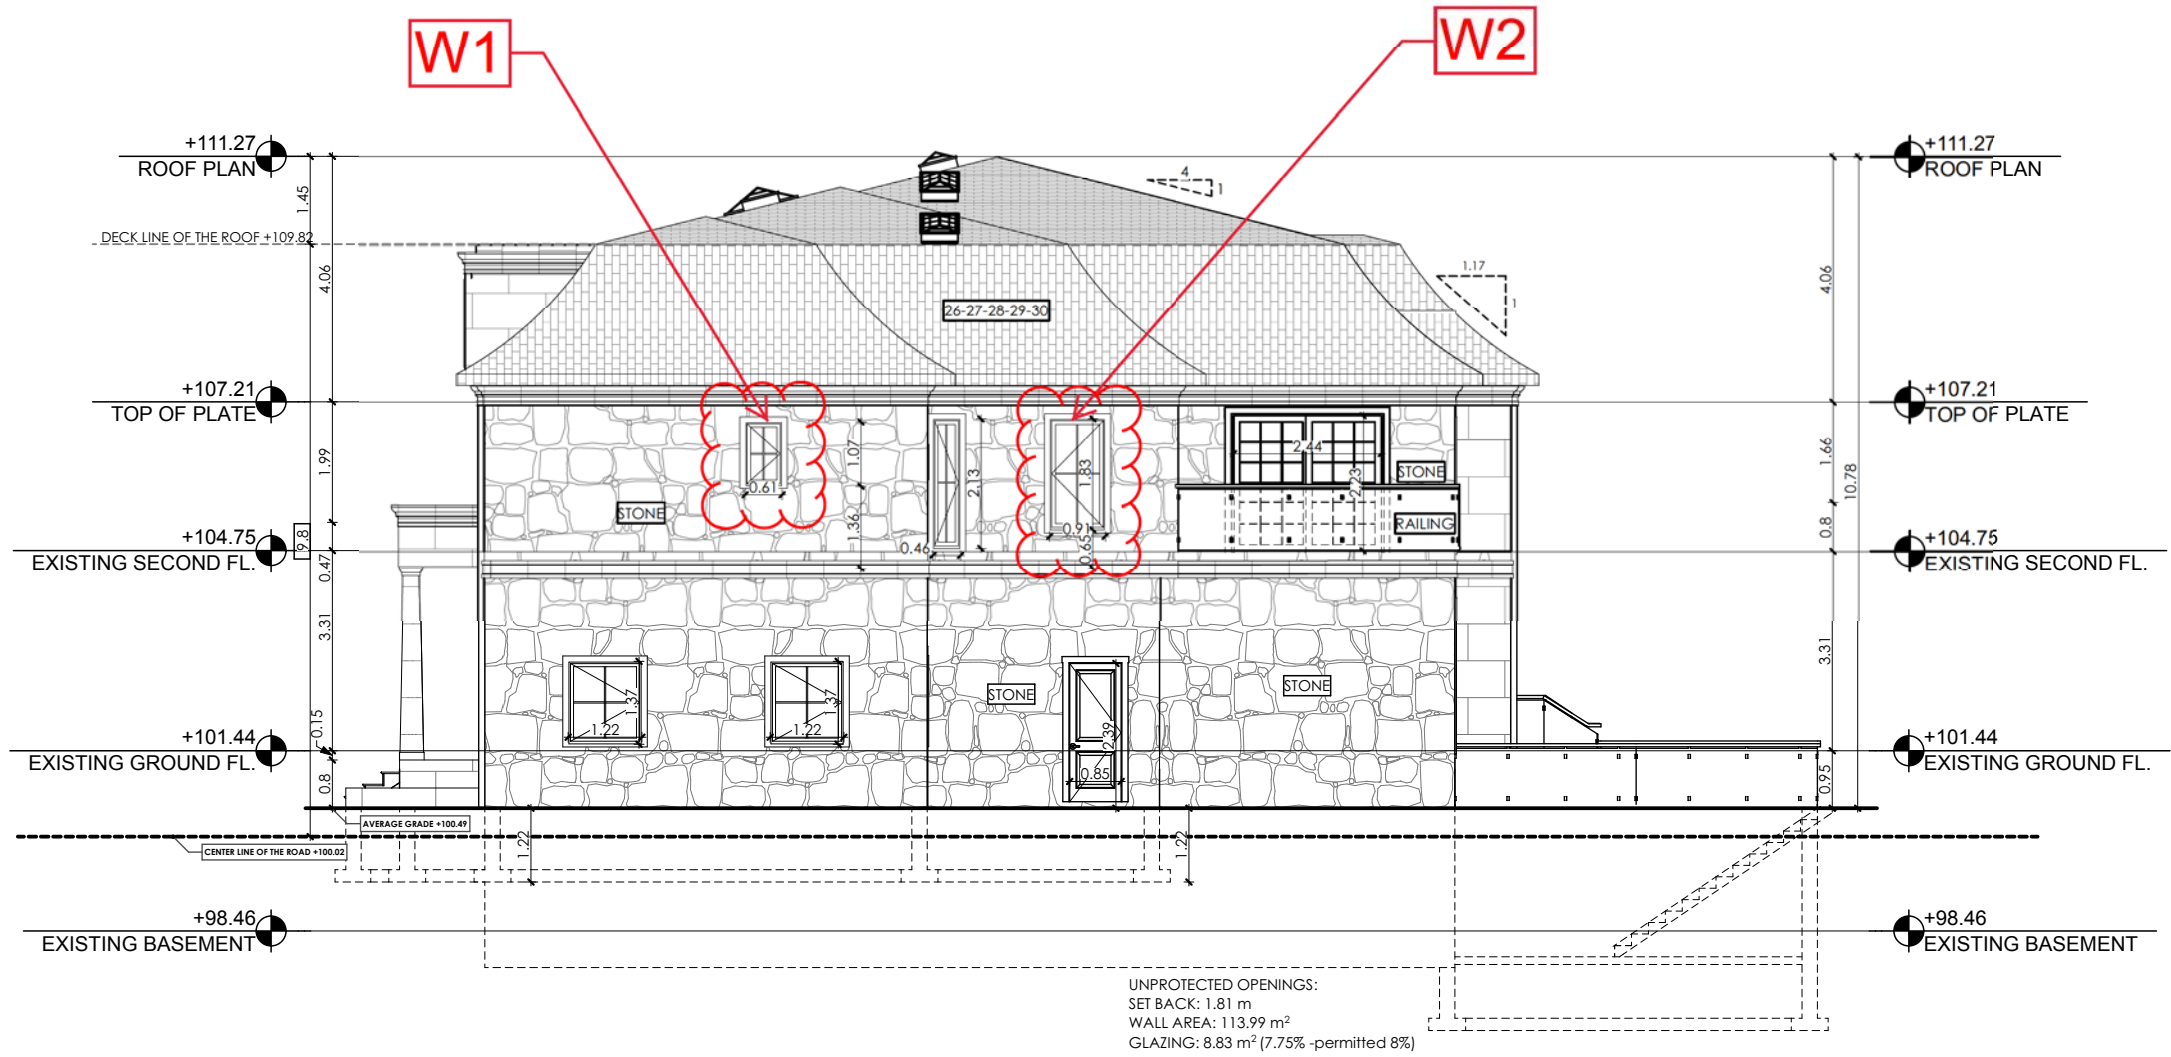 W1
W2
+111.27
ROOF PLAN
+111.27
ROOF PLAN
4
1
1.45
DECK LINE OF THE ROOF +109.82
4.06
4.06
1.17
1
26-27-28-29-30
+107.21
TOP OF PLATE
+107.21
TOP OF PLATE
1.99
1.07
0.61
2.13
1.83
2.44
2.23
1.66
10.78
STONE
STONE
RAILING
1.36
0.91
0.65
0.46
0.8
9.8
+104.75
EXISTING SECOND FL.
0.47
+104.75
EXISTING SECOND FL.
3.31
3.31
1.37
1.22
1.37
1.22
STONE
STONE
2.39
0.85
0.15
+101.44
EXISTING GROUND FL.
+101.44
EXISTING GROUND FL.
0.8
0.95
AVERAGE GRADE +100.49
CENTER LINE OF THE ROAD +100.02
1.22
1.22
+98.46
EXISTING BASEMENT
+98.46
EXISTING BASEMENT
UNPROTECTED OPENINGS:
SET BACK: 1.81 m
WALL AREA: 113.99 m²
GLAZING: 8.83 m² (7.75% -permitted 8%)